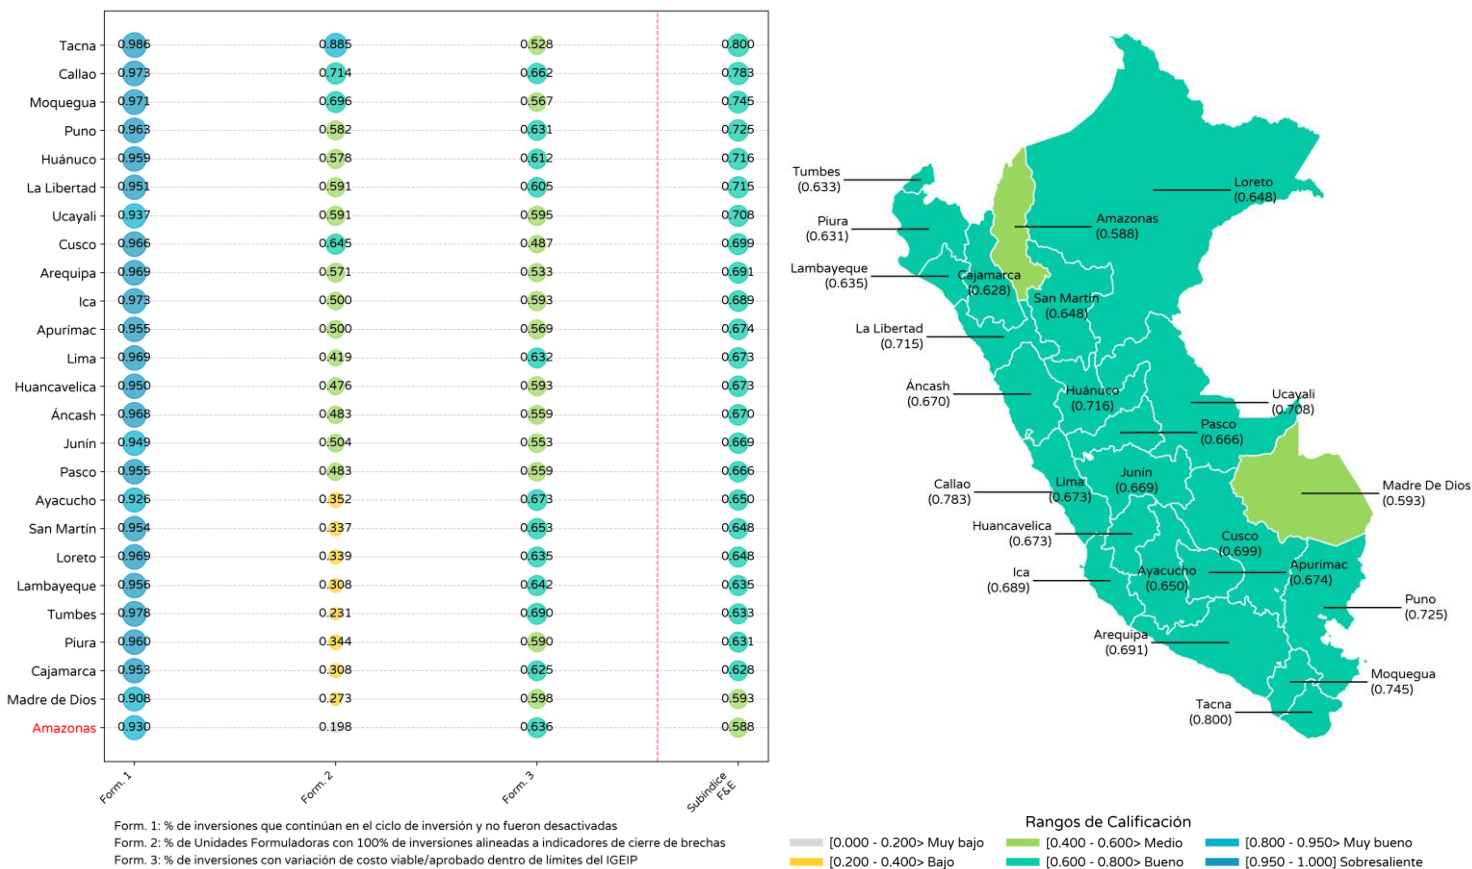 Tacna 0.986 0.885 0.528 0.800
Callao 0.973 0.714 0.662 0.783
Moquegua 0.971 0.696 0.567 0.745
Puno 0.963 0.582 0.631 0.725
Huánuco 0.959 0.578 0.612 0.716
La Libertad 0.951 0.591 0.605 0.715
Ucayali 0.937 0.591 0.595 0.708
Cusco 0.966 0.645 0.487 0.699
Arequipa 0.969 0.571 0.533 0.691
Ica 0.973 0.500 0.593 0.689
Apurímac 0.955 0.500 0.569 0.674
Lima 0.969 0.419 0.632 0.673
Huancavelica 0.950 0.476 0.593 0.673
Áncash 0.968 0.483 0.559 0.670
Junín 0.949 0.504 0.553 0.669
Pasco 0.955 0.483 0.559 0.666
Ayacucho 0.926 0.352 0.673 0.650
San Martín 0.954 0.337 0.653 0.648
Loreto 0.969 0.339 0.635 0.648
Lambayeque 0.956 0.308 0.642 0.635
Tumbes 0.978 0.231 0.690 0.633
Piura 0.960 0.344 0.590 0.631
Cajamarca 0.953 0.308 0.625 0.628
Madre de Dios 0.908 0.273 0.598 0.593
Amazonas 0.930 0.198 0.636 0.588
Form. 1
Form. 2
Form. 3
Subíndice
F&E
Form. 1: % de inversiones que continúan en el ciclo de inversión y no fueron desactivadas
Form. 2: % de Unidades Formuladoras con 100% de inversiones alineadas a indicadores de cierre de brechas
Form. 3: % de inversiones con variación de costo viable/aprobado dentro de límites del IGEIP
Tumbes
(0.633)
Loreto
(0.648)
Piura
(0.631)
Amazonas
(0.588)
Lambayeque
(0.635)
Cajamarca
(0.628)
San Martín
(0.648)
La Libertad
(0.715)
Áncash
(0.670)
Huánuco
(0.716)
Ucayali
(0.708)
Pasco
(0.666)
Junín
(0.669)
Callao
(0.783)
Lima
(0.673)
Madre De Dios
(0.593)
Huancavelica
(0.673)
Cusco
(0.699)
Ica
(0.689)
Ayacucho
(0.650)
Apurímac
(0.674)
Puno
(0.725)
Arequipa
(0.691)
Moquegua
(0.745)
Tacna
(0.800)
Rangos de Calificación
[0.000 - 0.200> Muy bajo
[0.400 - 0.600> Medio
[0.800 - 0.950> Muy bueno
[0.200 - 0.400> Bajo
[0.600 - 0.800> Bueno
[0.950 - 1.000] Sobresaliente